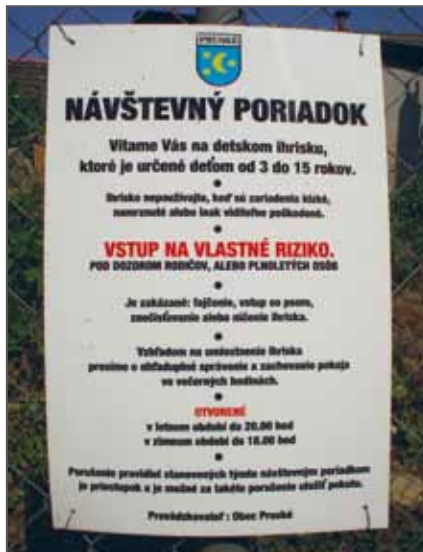 PRUSKÉ
NÁVŠTEVNÝ PORIADOK
Vítame Vás na detskom ihrisku,
ktoré je určené deťom od 3 do 15 rokov.
Ihrisko nepoužívajte, keď sú zariadenia klzké,
namrznuté alebo inak viditeľne poškodené.
VSTUP NA VLASTNÉ RIZIKO.
POD DOZOROM RODIČOV, ALEBO PLNOLETÝCH OSÔB
Je zakázané: fajčenie, vstup so psom,
znečisťovanie alebo ničenie ihriska.
Vzhľadom na umiestnenie ihriska
prosíme o ohľaduplné správanie a zachovanie pokoja
vo večerných hodinách.
OTVORENÉ
v letnom období do 20.00 hod
v zimnom období do 18.00 hod
Porušenie pravidiel stanovených týmto návštevným poriadkom
je priestupok a je možné za takéto porušenie uložiť pokutu.
Prevádzkovateľ : Obec Pruské